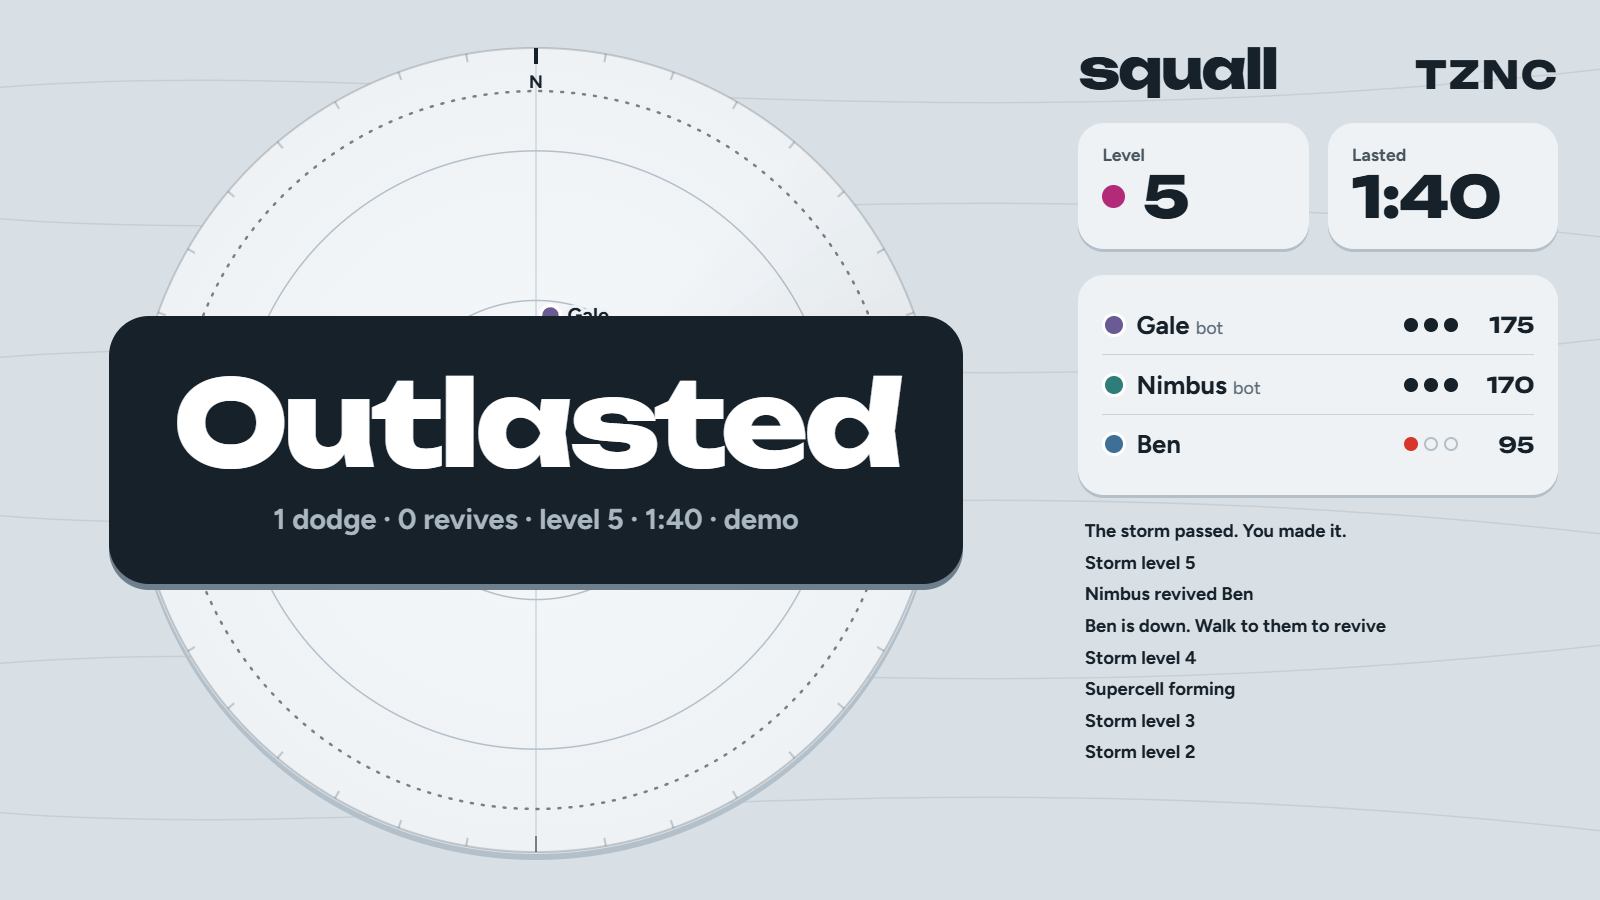 N
Gale
Outlasted
1 dodge · 0 revives · level 5 · 1:40 · demo
squall
TZNC
Level
5
Lasted
1:40
Gale bot 175
Nimbus bot 170
Ben 95
The storm passed. You made it.
Storm level 5
Nimbus revived Ben
Ben is down. Walk to them to revive
Storm level 4
Supercell forming
Storm level 3
Storm level 2